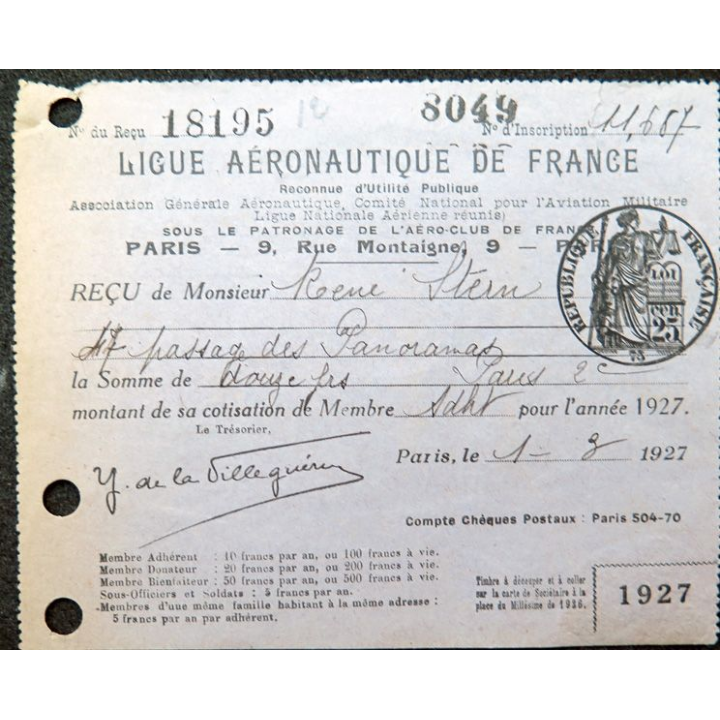 18
8049
N° du Reçu 18195 N° d'Inscription 11,687
LIGUE AÉRONAUTIQUE DE FRANCE
Reconnue d'Utilité Publique
Association Générale Aéronautique, Comité National pour l'Aviation Militaire
Ligue Nationale Aérienne réunis)
SOUS LE PATRONAGE DE L'AÉRO-CLUB DE FRANCE
PARIS — 9, Rue Montaigne, 9 —
RÉPUBLIQUE FRANÇAISE
LOI
CCB
25
75
REÇU de Monsieur René Stern
47 passage des Panoramas
la Somme de douze frs Paris 2e
montant de sa cotisation de Membre Adht pour l'année 1927.
Le Trésorier,
Paris, le 1- 3 1927
Y. de la Villeguérin
Compte Chèques Postaux : Paris 504-70
Membre Adhérent : 10 francs par an, ou 100 francs à vie.
Membre Donateur : 20 francs par an, ou 200 francs à vie.
Membre Bienfaiteur : 50 francs par an, ou 500 francs à vie.
Sous-Officiers et Soldats : 5 francs par an.
-Membres d'une même famille habitant à la même adresse :
5 francs par an par adhérent.
Timbre à découper et à coller
sur la carte de Sociétaire à la
place du Millésime de 1926.
1927